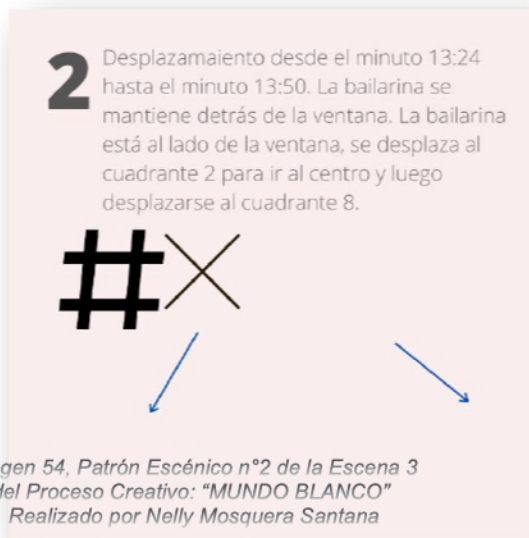 2
Desplazamaiento desde el minuto 13:24
hasta el minuto 13:50. La bailarina se
mantiene detrás de la ventana. La bailarina
está al lado de la ventana, se desplaza al
cuadrante 2 para ir al centro y luego
desplazarse al cuadrante 8.
gen 54, Patrón Escénico n°2 de la Escena 3
del Proceso Creativo: “MUNDO BLANCO”
Realizado por Nelly Mosquera Santana